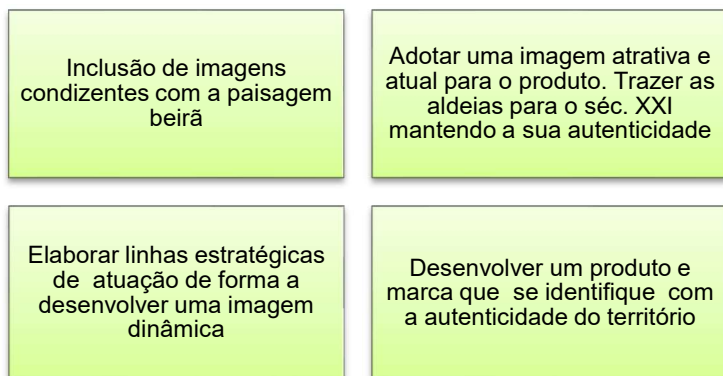 Inclusão de imagens
condizentes com a paisagem
beirã
Adotar uma imagem atrativa e
atual para o produto. Trazer as
aldeias para o séc. XXI
mantendo a sua autenticidade
Elaborar linhas estratégicas
de atuação de forma a
desenvolver uma imagem
dinâmica
Desenvolver um produto e
marca que se identifique com
a autenticidade do território